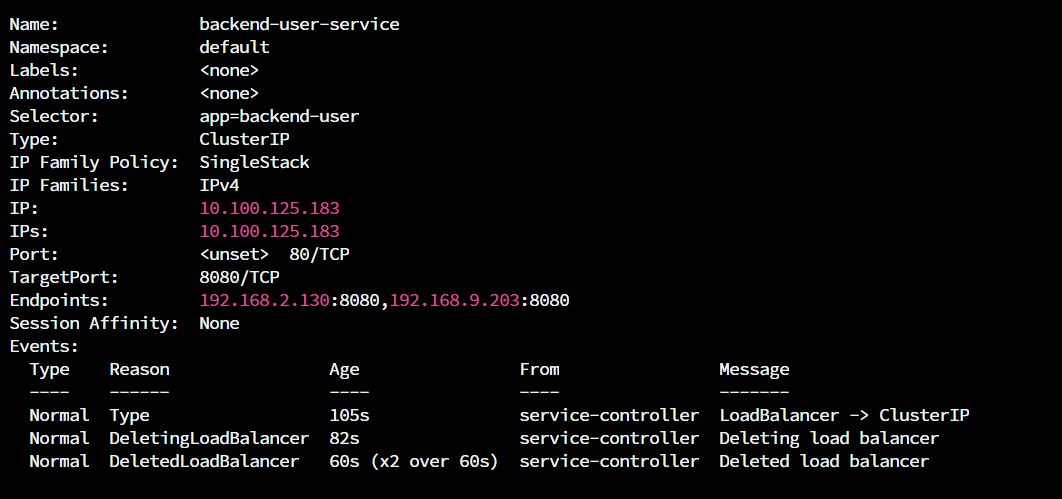 Name:              backend-user-service
Namespace:         default
Labels:            <none>
Annotations:       <none>
Selector:          app=backend-user
Type:              ClusterIP
IP Family Policy:  SingleStack
IP Families:       IPv4
IP:                10.100.125.183
IPs:               10.100.125.183
Port:              <unset>  80/TCP
TargetPort:        8080/TCP
Endpoints:         192.168.2.130:8080,192.168.9.203:8080
Session Affinity:  None
Events:
  Type    Reason                Age                From                Message
  ----    ------                ----               ----                -------
  Normal  Type                  105s               service-controller  LoadBalancer -> ClusterIP
  Normal  DeletingLoadBalancer  82s                service-controller  Deleting load balancer
  Normal  DeletedLoadBalancer   60s (x2 over 60s)  service-controller  Deleted load balancer